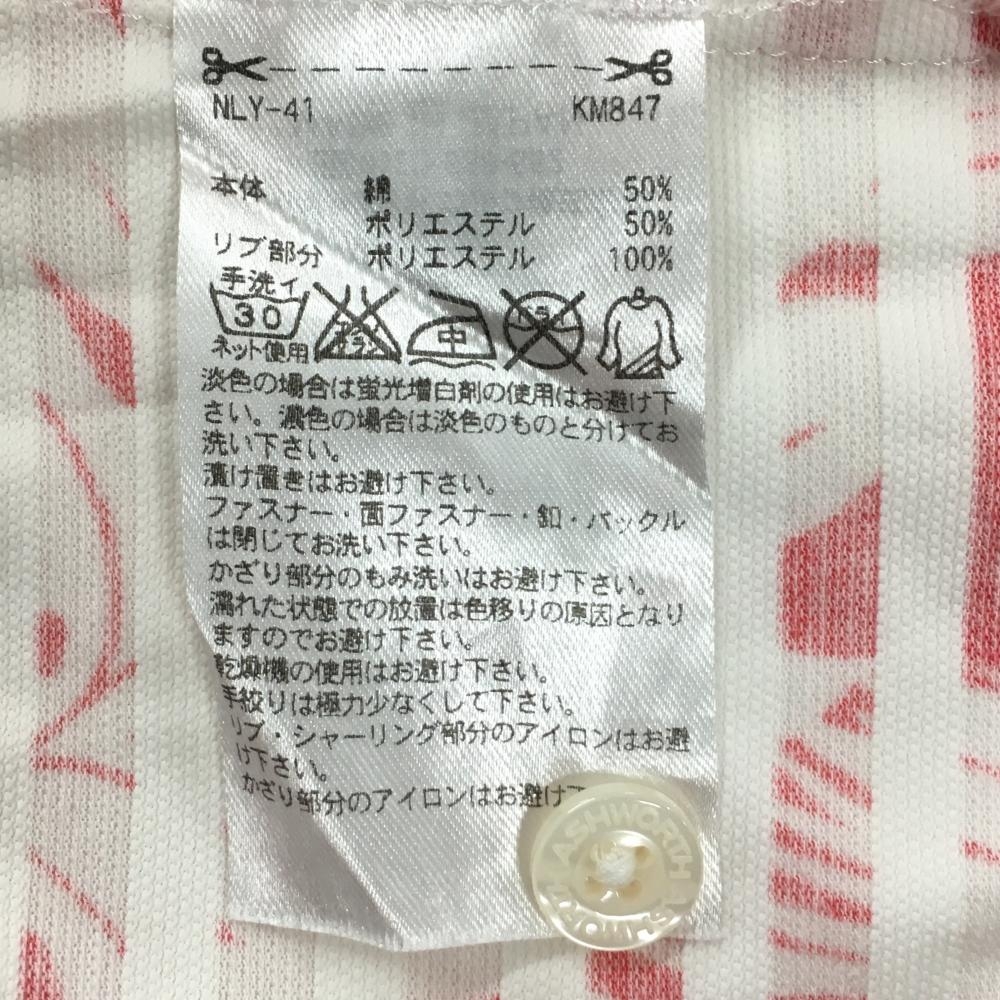 NLY-41 KM847
本体 綿 50%
ポリエステル 50%
リブ部分 ポリエステル 100%
手洗イ
30
ネット使用
中
淡色の場合は蛍光増白剤の使用はお避け下
さい。濃色の場合は淡色のものと分けてお
洗い下さい。
漬け置きはお避け下さい。
ファスナー・面ファスナー・釦・バックル
は閉じてお洗い下さい。
かざり部分のもみ洗いはお避け下さい。
濡れた状態での放置は色移りの原因となり
ますのでお避け下さい。
乾燥機の使用はお避け下さい。
手絞りは極力少なくして下さい。
リブ・シャーリング部分のアイロンはお避
け下さい。
かざり部分のアイロンはお避け
ASHWORTH